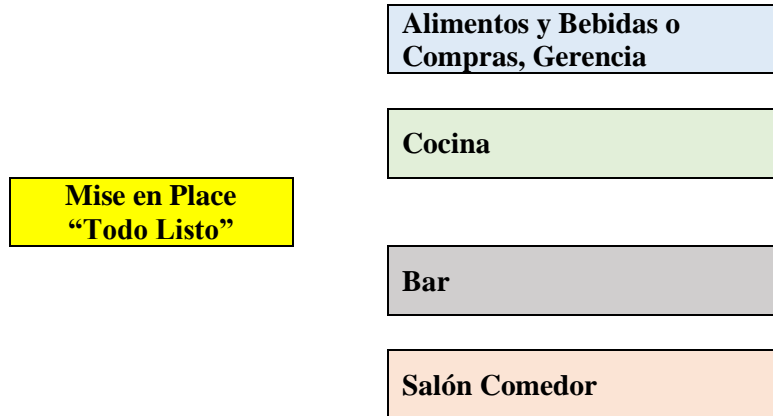 Alimentos y Bebidas o
Compras, Gerencia
Cocina
Mise en Place
“Todo Listo”
Bar
Salón Comedor